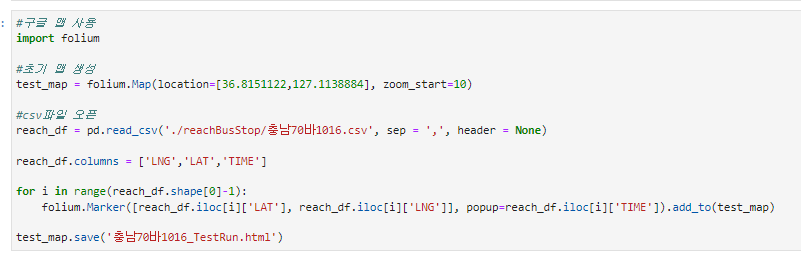 :
#구글 맵 사용
import folium
#초기 맵 생성
test_map = folium.Map(location=[36.8151122,127.1138884], zoom_start=10)
#csv파일 오픈
reach_df = pd.read_csv('./reachBusStop/충남70바1016.csv', sep = ',', header = None)
reach_df.columns = ['LNG','LAT','TIME']
for i in range(reach_df.shape[0]-1):
    folium.Marker([reach_df.iloc[i]['LAT'], reach_df.iloc[i]['LNG']], popup=reach_df.iloc[i]['TIME']).add_to(test_map)
test_map.save('충남70바1016_TestRun.html')